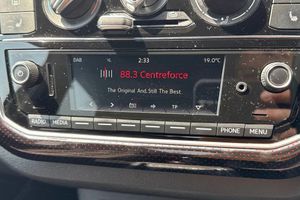 DAB 2:33 19.0°C
88.3 Centreforce
The Original And Still The Best.
TP
RADIO MEDIA PHONE MENU